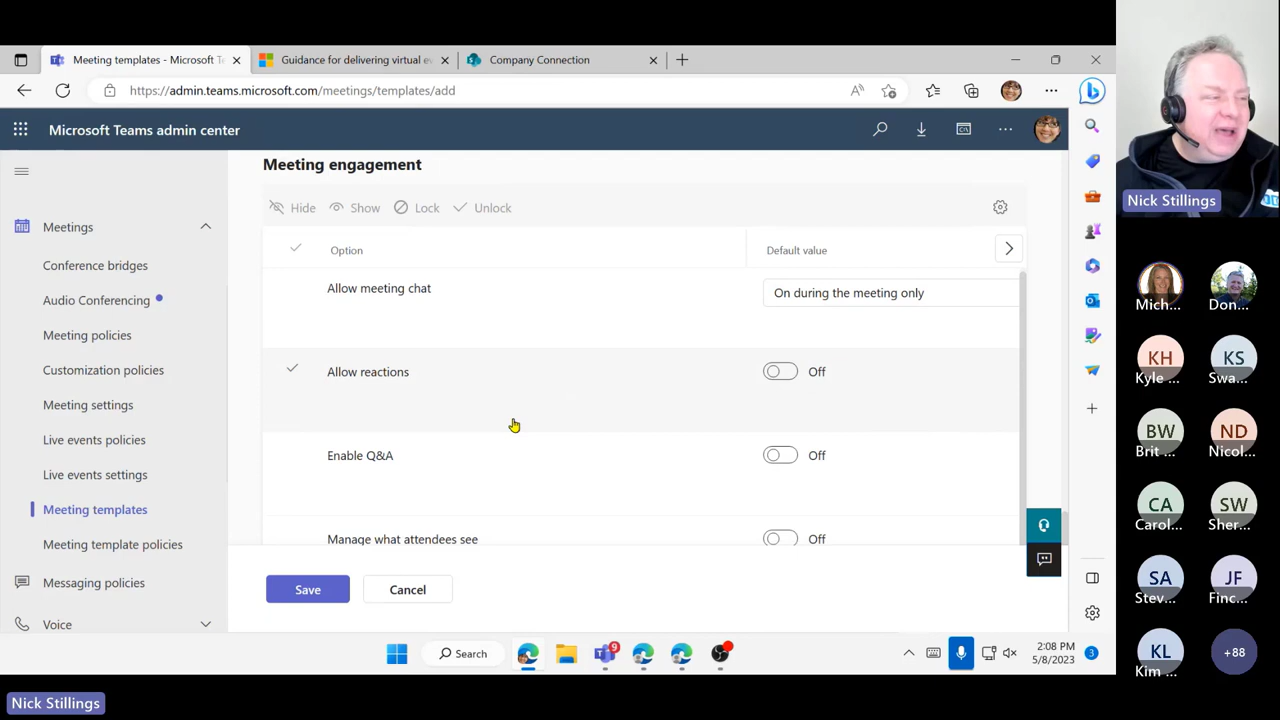 Meeting templates - Microsoft T
Guidance for delivering virtual e
Company Connection
https://admin.teams.microsoft.com/meetings/templates/add
Microsoft Teams admin center
Meetings
Conference bridges
Audio Conferencing
Meeting policies
Customization policies
Meeting settings
Live events policies
Live events settings
Meeting templates
Meeting template policies
Messaging policies
Voice
Meeting engagement
Hide
Show
Lock
Unlock
Option
Default value
Allow meeting chat
On during the meeting only
Allow reactions
Off
Enable Q&A
Off
Manage what attendees see
Off
Save
Cancel
Search
9
2:08 PM
5/8/2023
3
Nick Stillings
Mich...
Don...
KH
Kyle ...
KS
Swa...
BW
Brit ...
ND
Nicol...
CA
Carol...
SW
Sher...
SA
Stev...
JF
Finc...
KL
Kim ...
+88
Nick Stillings